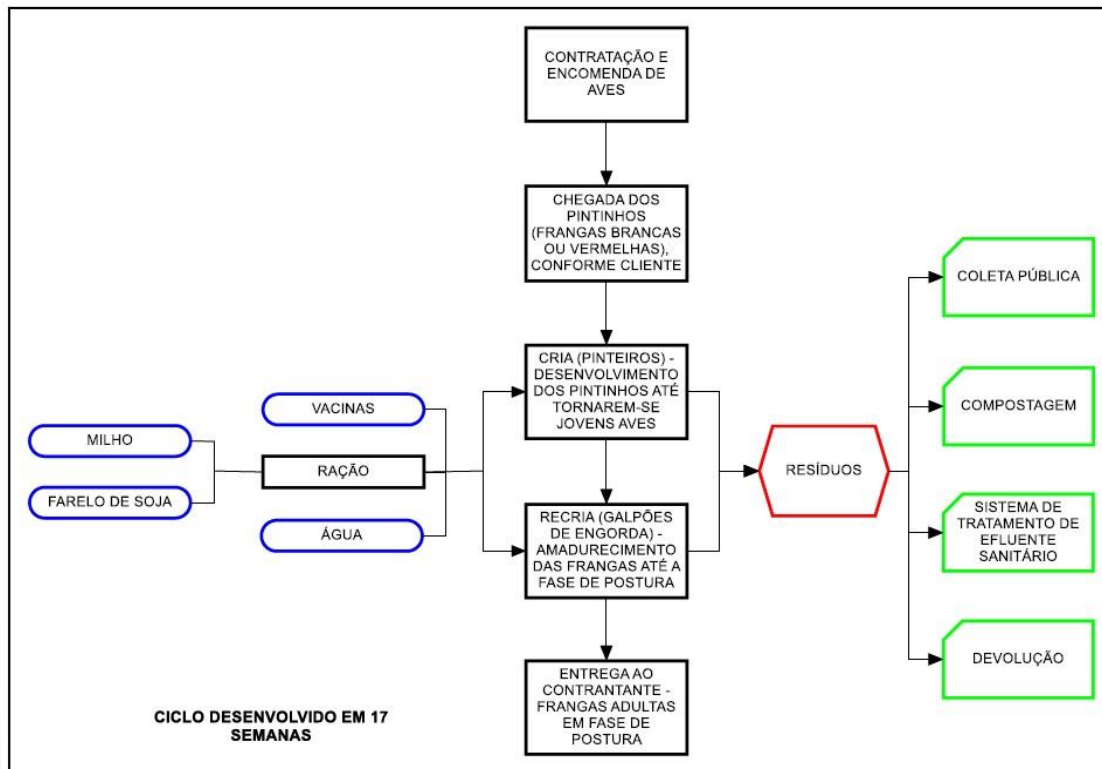 CONTRATAÇÃO E
ENCOMENDA DE
AVES
CHEGADA DOS
PINTINHOS
(FRANGAS BRANCAS
OU VERMELHAS),
CONFORME CLIENTE
CRIA (PINTEIROS) -
DESENVOLVIMENTO
DOS PINTINHOS ATÉ
TORNAREM-SE
JOVENS AVES
VACINAS
MILHO
RAÇÃO
FARELO DE SOJA
ÁGUA
RECRIA (GALPÕES
DE ENGORDA) -
AMADURECIMENTO
DAS FRANGAS ATÉ A
FASE DE POSTURA
ENTREGA AO
CONTRANTANTE -
FRANGAS ADULTAS
EM FASE DE
POSTURA
RESÍDUOS
COLETA PÚBLICA
COMPOSTAGEM
SISTEMA DE
TRATAMENTO DE
EFLUENTE
SANITÁRIO
DEVOLUÇÃO
CICLO DESENVOLVIDO EM 17
SEMANAS